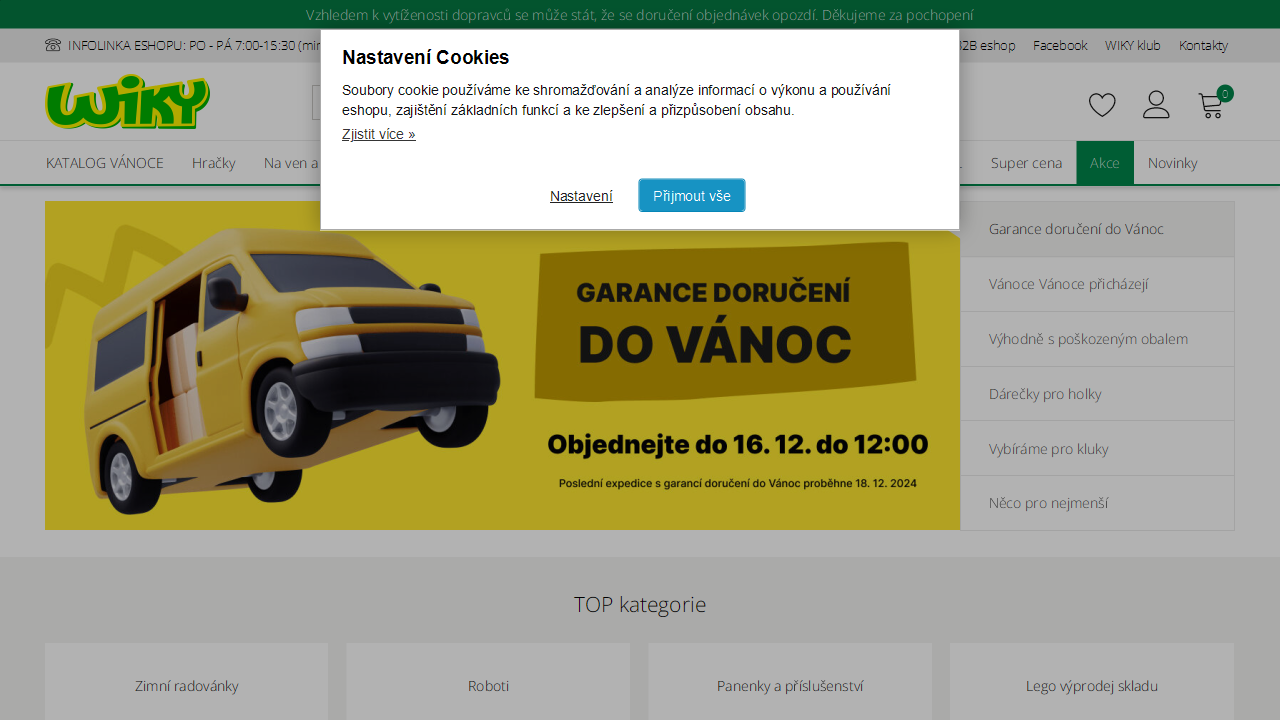 Vzhledem k vytíženosti dopravců se může stát, že se doručení objednávek opozdí. Děkujeme za pochopení
INFOLINKA ESHOPU: PO - PÁ 7:00-15:30
eshop
Facebook
WIKY klub
Kontakty
Nastavení Cookies
Soubory cookie používáme ke shromažďování a analýze informací o výkonu a používání
eshopu, zajištění základních funkcí a ke zlepšení a přizpůsobení obsahu.
Zjistit více »
Nastavení
Přijmout vše
WIKY
0
KATALOG VÁNOCE
Hračky
Na ven a
Super cena
Akce
Novinky
GARANCE DORUČENÍ
DO VÁNOC
Objednejte do 16. 12. do 12:00
Poslední expedice s garancí doručení do Vánoc proběhne 18. 12. 2024
Garance doručení do Vánoc
Vánoce Vánoce přicházejí
Výhodně s poškozeným obalem
Dárečky pro holky
Vybíráme pro kluky
Něco pro nejmenší
TOP kategorie
Zimní radovánky
Roboti
Panenky a příslušenství
Lego výprodej skladu